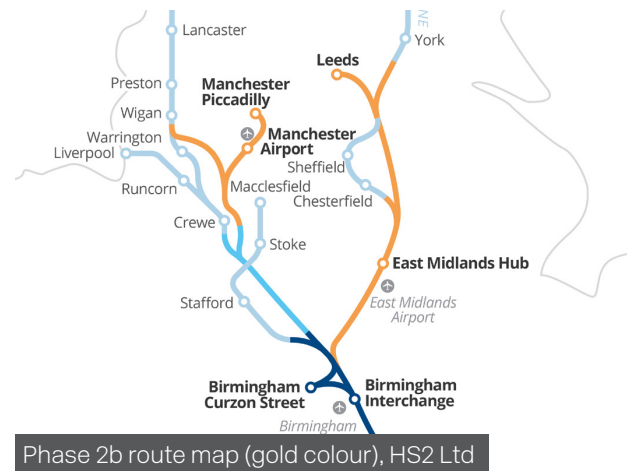 NE
Lancaster
York
Leeds
Preston
Manchester
Piccadilly
Wigan
Warrington
Manchester
Airport
Liverpool
Sheffield
Runcorn
Macclesfield
Chesterfield
Crewe
Stoke
East Midlands Hub
Stafford
East Midlands
Airport
Birmingham
Curzon Street
Birmingham
Interchange
Birmingham
Phase 2b route map (gold colour), HS2 Ltd